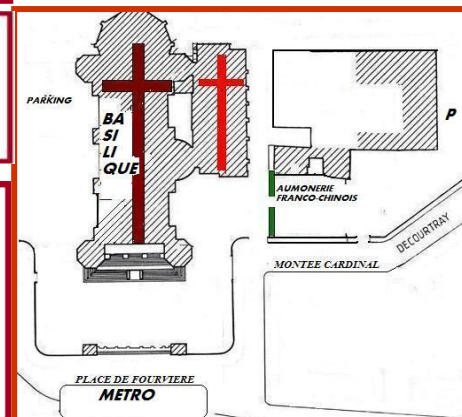 PARKING
BA
SI
LI
QUE
P
AUMONERIE
FRANCO-CHINOIS
DECOURTRAY
MONTEE CARDINAL
PLACE DE FOURVIERE
METRO